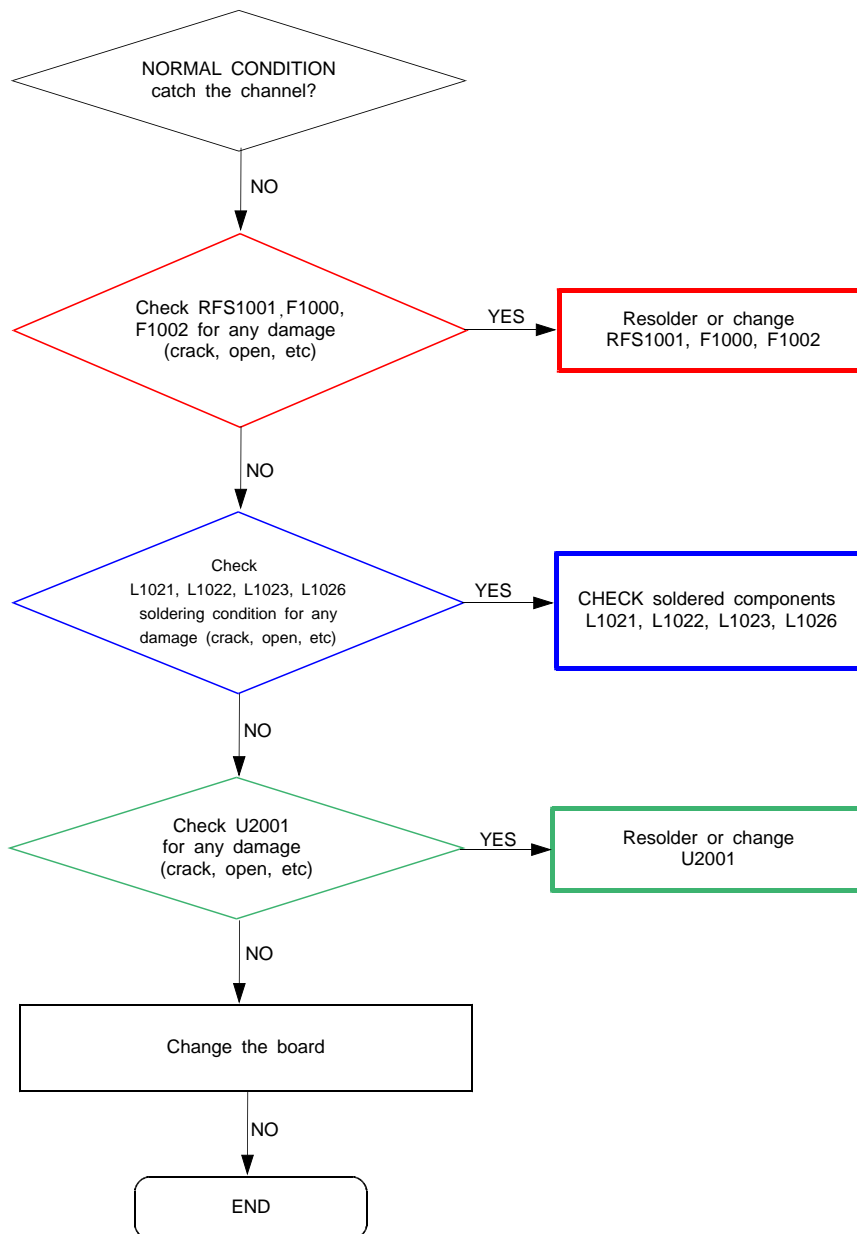 NORMAL CONDITION
catch the channel?
NO
Check RFS1001, F1000,
F1002 for any damage
(crack, open, etc)
YES
Resolder or change
RFS1001, F1000, F1002
NO
Check
L1021, L1022, L1023, L1026
soldering condition for any
damage (crack, open, etc)
YES
CHECK soldered components
L1021, L1022, L1023, L1026
NO
Check U2001
for any damage
(crack, open, etc)
YES
Resolder or change
U2001
NO
Change the board
NO
END